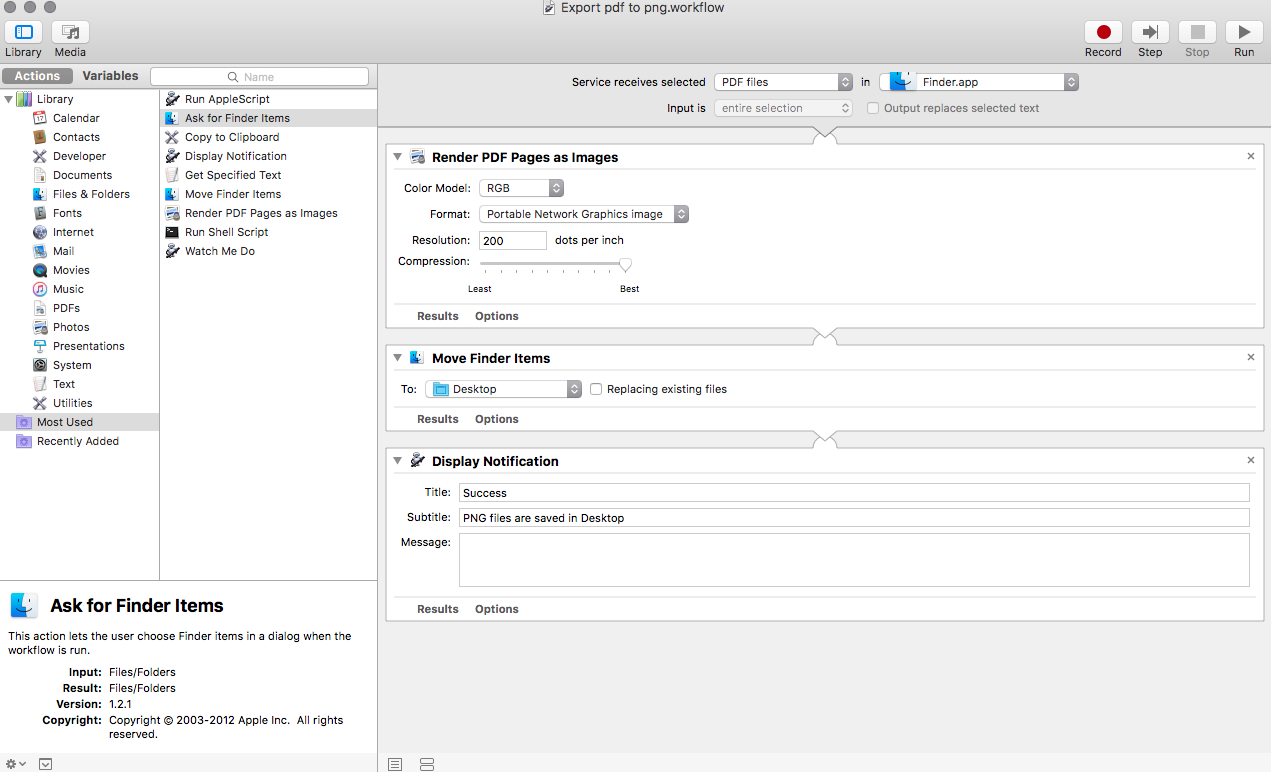 Export pdf to png.workflow
Library
Media
Record
Step
Stop
Run
Actions
Variables
Name
Library
Calendar
Contacts
Developer
Documents
Files & Folders
Fonts
Internet
Mail
Movies
Music
PDFs
Photos
Presentations
System
Text
Utilities
Most Used
Recently Added
Run AppleScript
Ask for Finder Items
Copy to Clipboard
Display Notification
Get Specified Text
Move Finder Items
Render PDF Pages as Images
Run Shell Script
Watch Me Do
Ask for Finder Items
This action lets the user choose Finder items in a dialog when the
workflow is run.
Input: Files/Folders
Result: Files/Folders
Version: 1.2.1
Copyright: Copyright © 2003-2012 Apple Inc. All rights
reserved.
Service receives selected PDF files in Finder.app
Input is entire selection Output replaces selected text
Render PDF Pages as Images
Color Model: RGB
Format: Portable Network Graphics image
Resolution: 200 dots per inch
Compression:
Least Best
Results Options
Move Finder Items
To: Desktop Replacing existing files
Results Options
Display Notification
Title: Success
Subtitle: PNG files are saved in Desktop
Message:
Results Options